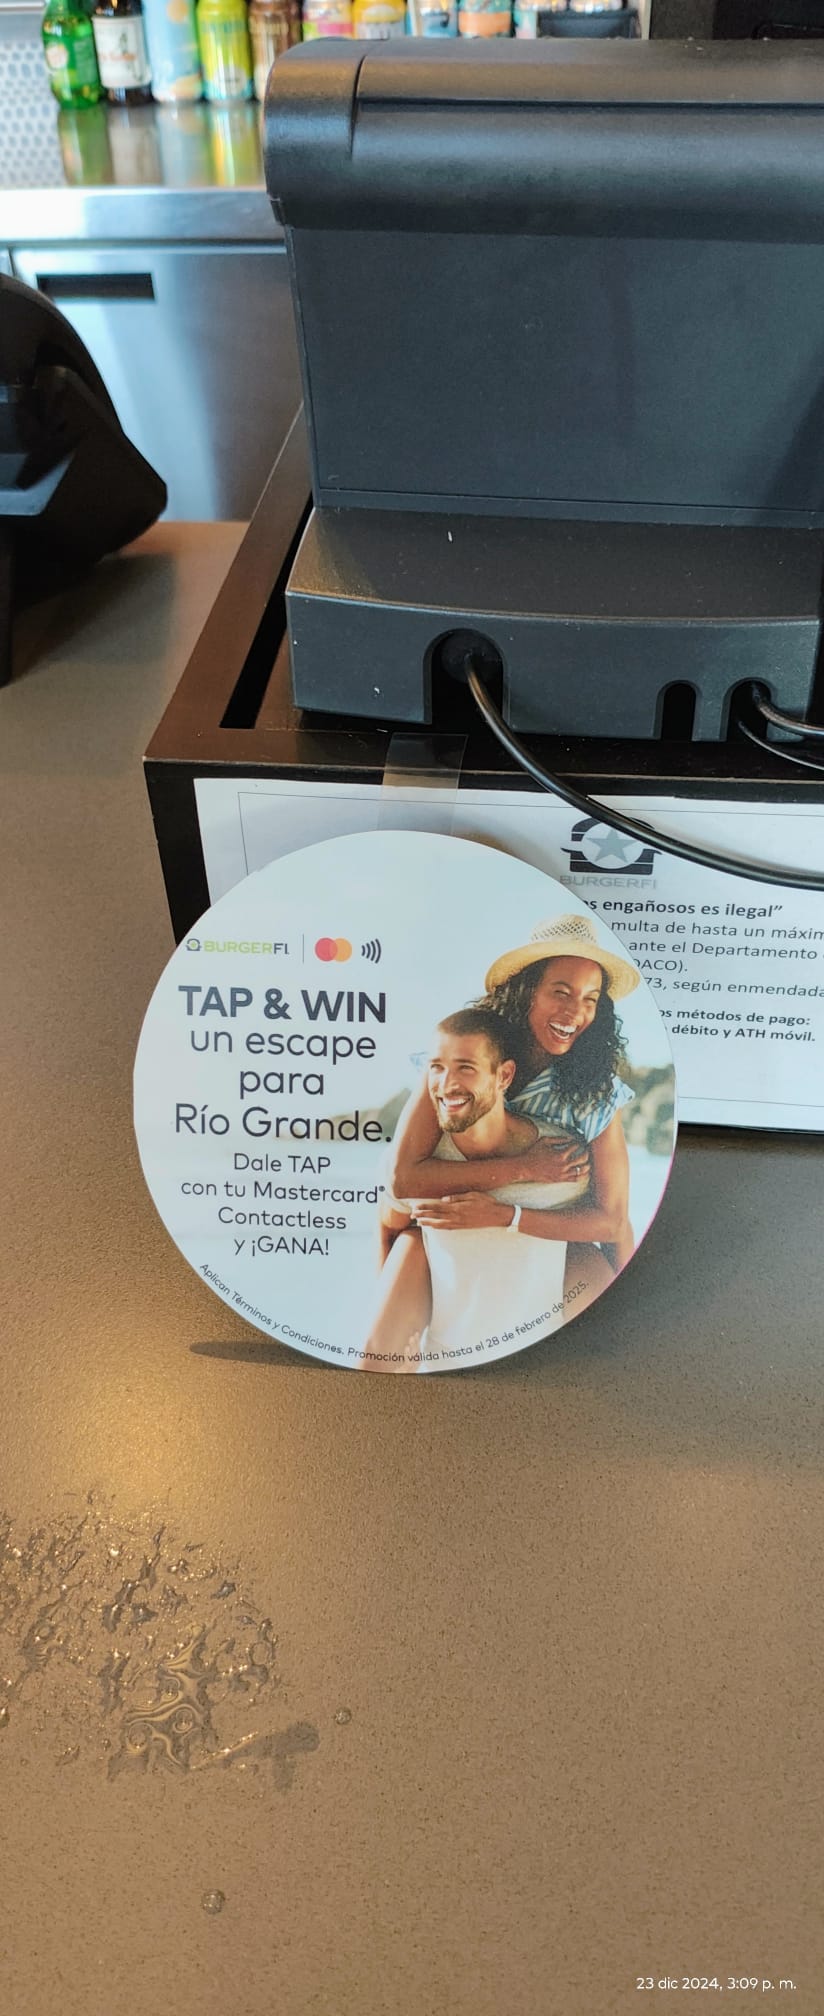 BURGERFI
s engañosos es ilegal”
multa de hasta un máxim
ante el Departamento
DACO).
73, según enmendada
os métodos de pago:
débito y ATH móvil.
BURGERFI.
TAP & WIN
un escape
para
Río Grande.
Dale TAP
con tu Mastercard®
Contactless
y ¡GANA!
Aplican Términos y Condiciones. Promoción válida hasta el 28 de febrero de 2025.
23 dic 2024, 3:09 p. m.